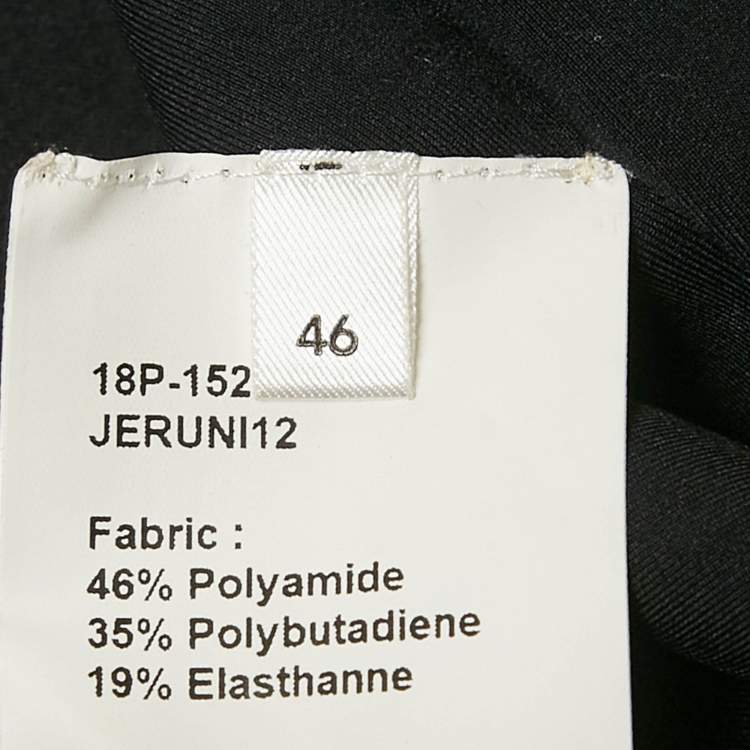 46
18P-152
JERUNI12
Fabric :
46% Polyamide
35% Polybutadiene
19% Elasthanne